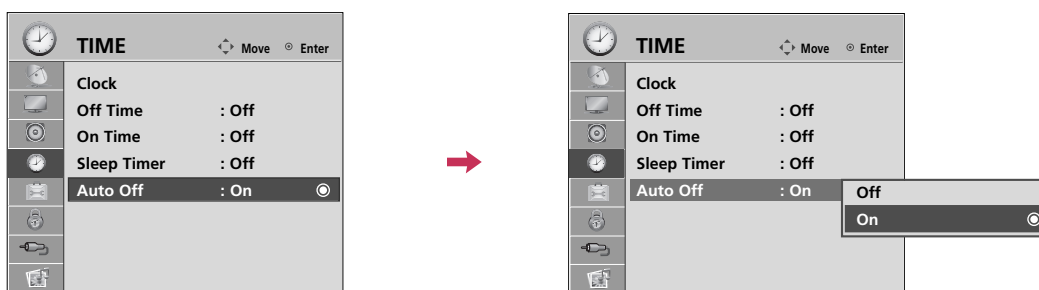 TIME Move Enter
Clock
Off Time : Off
On Time : Off
Sleep Timer : Off
Auto Off : On
TIME Move Enter
Clock
Off Time : Off
On Time : Off
Sleep Timer : Off
Auto Off : On
Off
On